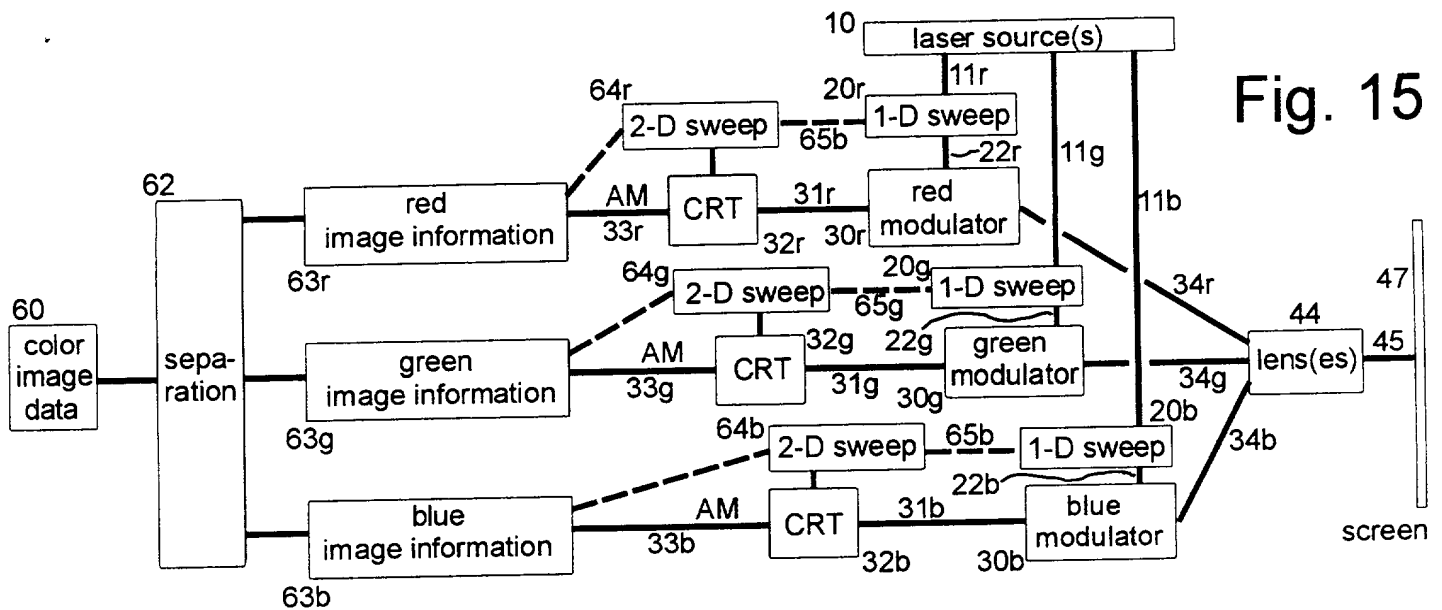 10
laser source(s)
Fig. 15
11r
64r
20r
2-D sweep
65b
1-D sweep
22r
11g
62
red
image information
AM
33r
CRT
31r
32r
30r
red
modulator
11b
63r
64g
20g
2-D sweep
65g
1-D sweep
34r
47
60
color
image
data
sepa-
ration
green
image information
AM
33g
32g
CRT
31g
22g
30g
green
modulator
44
lens(es)
45
34g
63g
64b
2-D sweep
65b
20b
1-D sweep
34b
22b
blue
image information
AM
33b
CRT
31b
32b
30b
blue
modulator
screen
63b